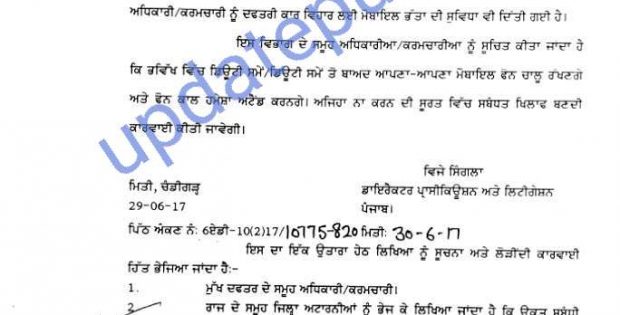 ਅਧਿਕਾਰੀ/ਕਰਮਚਾਰੀ ਨੂੰ ਦਫਤਰੀ ਕਾਰ ਵਿਹਾਰ ਲਈ ਮੋਬਾਇਲ ਭੱਤਾ ਦੀ ਸੁਵਿਧਾ ਵੀ ਦਿੱਤੀ ਗਈ ਹੈ।
ਇਸ ਵਿਭਾਗ ਦੇ ਸਮੂਹ ਅਧਿਕਾਰੀਆ/ਕਰਮਚਾਰੀਆ ਨੂੰ ਸੂਚਿਤ ਕੀਤਾ ਜਾਂਦਾ ਹੈ
ਕਿ ਭਵਿੱਖ ਵਿੱਚ ਡਿਊਟੀ ਸਮੇਂ/ਡਿਊਟੀ ਸਮੇ ਤੋ ਬਾਅਦ ਆਪਣਾ-ਆਪਣਾ ਮੋਬਾਇਲ ਫੋਨ ਚਾਲੂ ਰੱਖਣਗੇ
ਅਤੇ ਫੋਨ ਕਾਲ ਹਮੇਸ਼ਾ ਅਟੈਂਡ ਕਰਨਗੇ। ਅਜਿਹਾ ਨਾ ਕਰਨ ਦੀ ਸੂਰਤ ਵਿੱਚ ਸਬੰਧਤ ਖਿਲਾਫ ਬਣਦੀ
ਕਾਰਵਾਈ ਕੀਤੀ ਜਾਵੇਗੀ।
ਵਿਜੇ ਸਿੰਗਲਾ
ਮਿਤੀ, ਚੰਡੀਗੜ੍ਹ
ਡਾਇਰੈਕਟਰ ਪ੍ਰਾਸੀਕਿਊਸ਼ਨ ਅਤੇ ਲਿਟੀਗੇਸ਼ਨ
29-06-17
ਪੰਜਾਬ।
ਪਿੱਠ ਅੰਕਣ ਨੰ: 6ਏਡੀ-10(2)17/10775-820 ਮਿਤੀ: 30-6-17
ਇਸ ਦਾ ਇੱਕ ਉਤਾਰਾ ਹੇਠ ਲਿਖਿਆ ਨੂੰ ਸੂਚਨਾ ਅਤੇ ਲੋੜੀਂਦੀ ਕਾਰਵਾਈ
ਹਿੱਤ ਭੇਜਿਆ ਜਾਂਦਾ ਹੈ:-
1. ਮੁੱਖ ਦਫਤਰ ਦੇ ਸਮੂਹ ਅਧਿਕਾਰੀ/ਕਰਮਚਾਰੀ।
2 ਰਾਜ ਦੇ ਸਮੂਹ ਜਿਲ੍ਹਾ ਅਟਾਰਨੀਆਂ ਨੂੰ ਭੇਜ ਕੇ ਲਿਖਿਆ ਜਾਂਦਾ ਹੈ ਕਿ ਉਕਤ ਸਬੰਧੀ